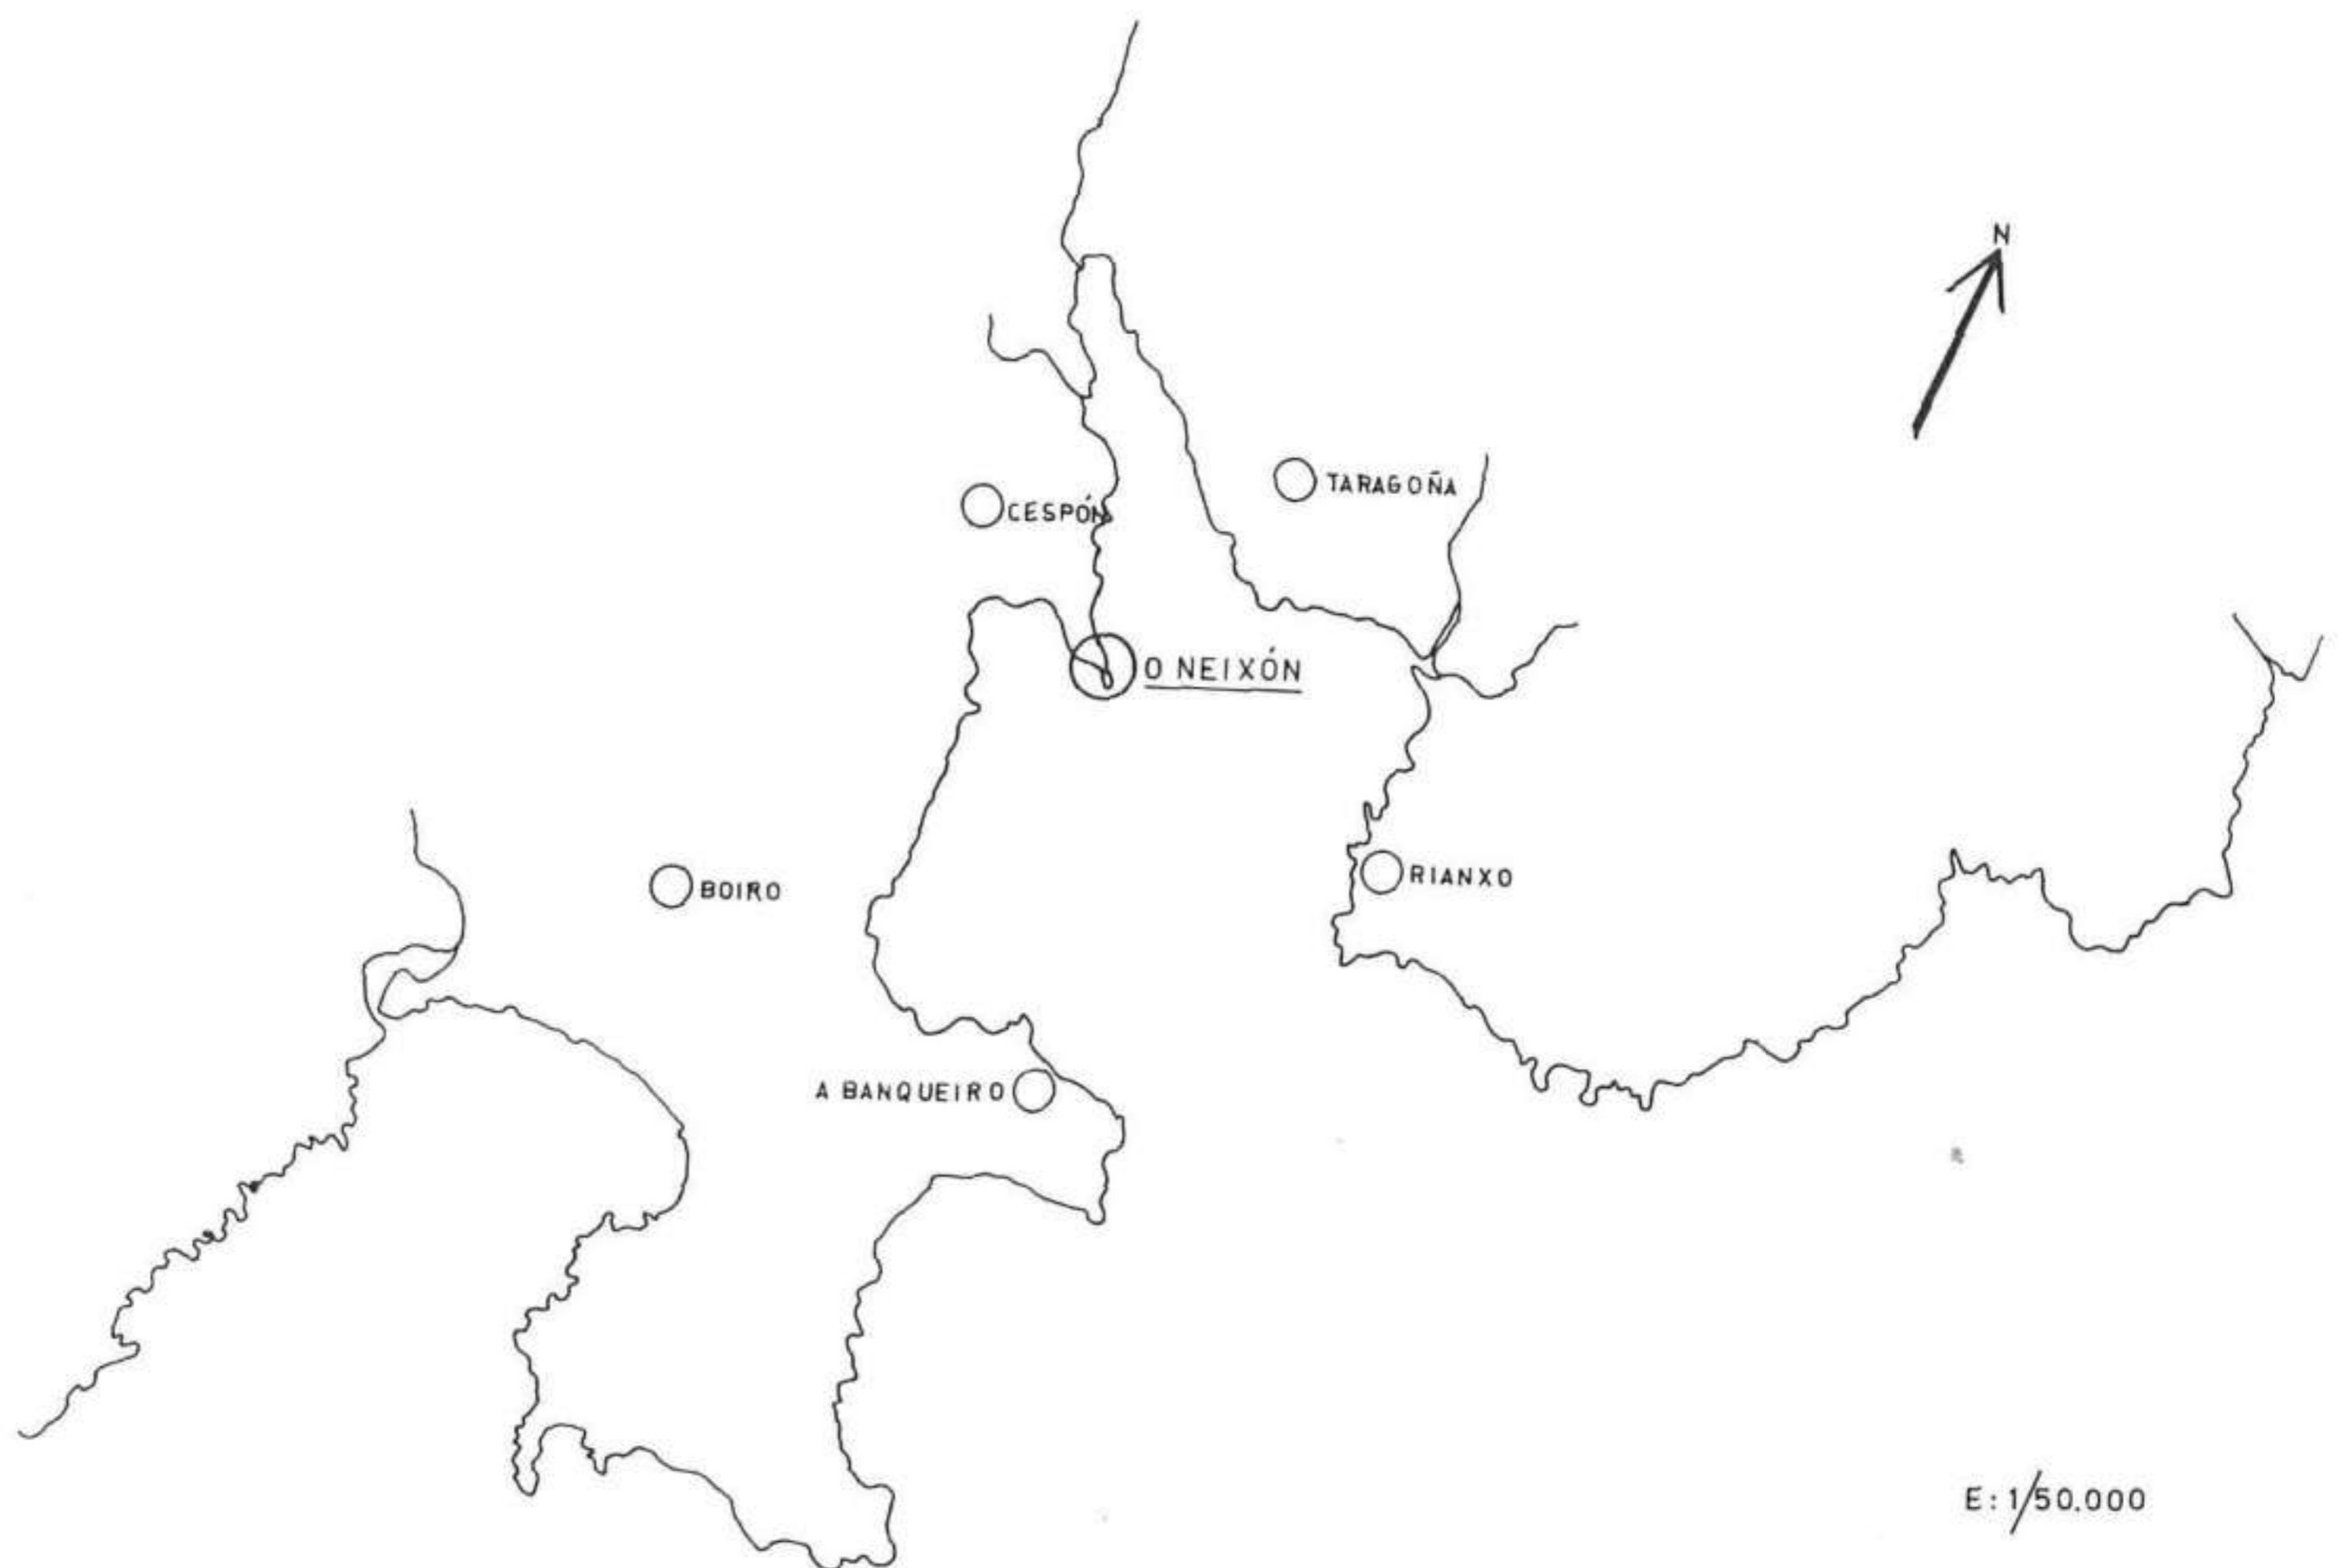 N
TARAGOÑA
CESPÓN
O NEIXÓN
RIANXO
BOIRO
A BANQUEIRO
E: 1/50.000